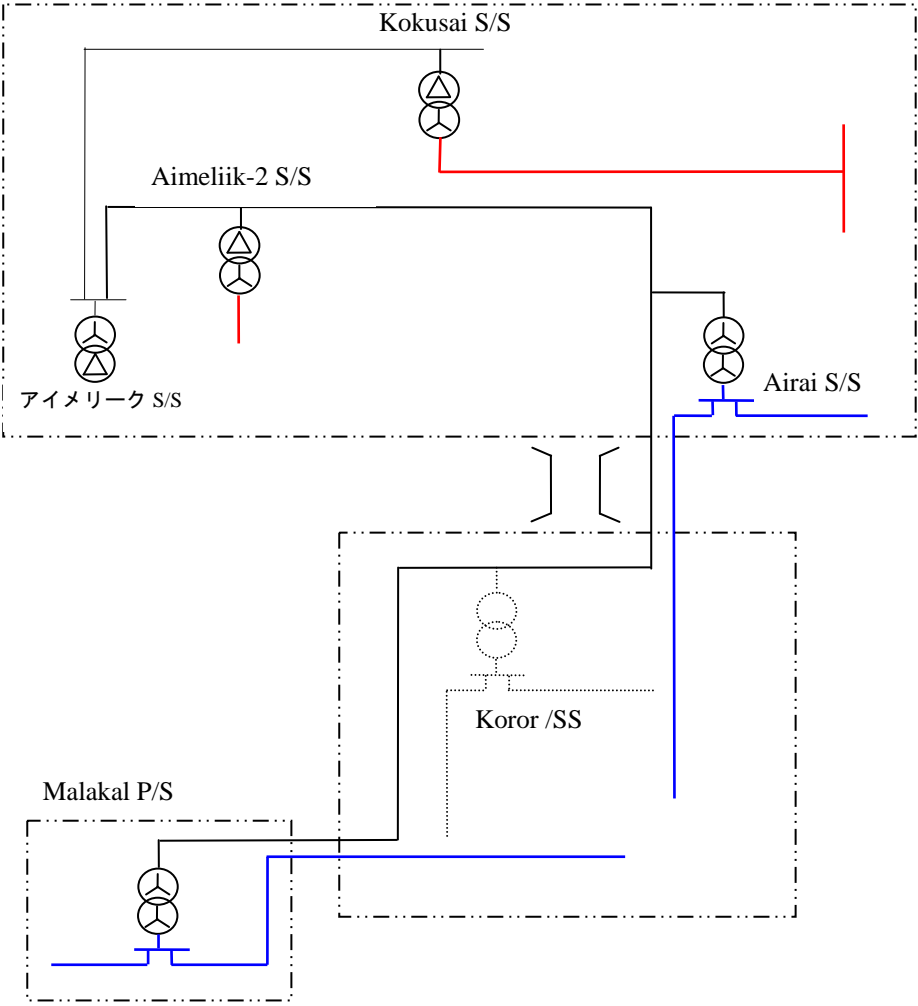 Kokusai S/S
Aimeliik-2 S/S
アイメリーク S/S
Airai S/S
Koror /SS
Malakal P/S